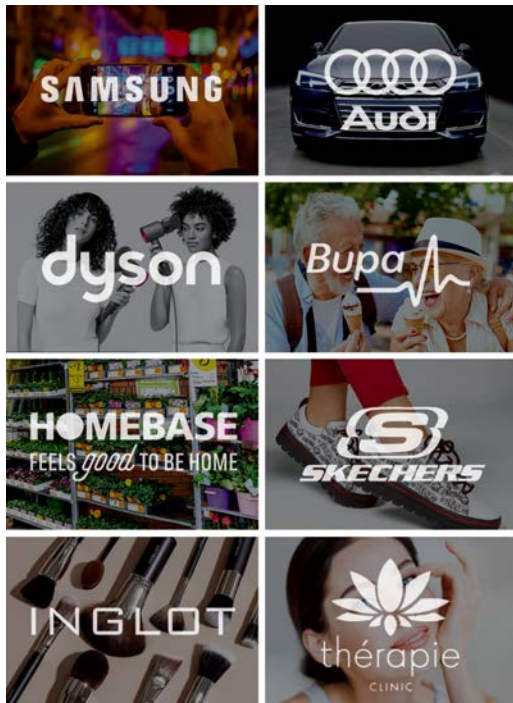 SAMSUNG
Audi
dyson
Bupa
HOMEBASE
FEELS good TO BE HOME
S
SKECHERS
INGLOT
thérapie
CLINIC